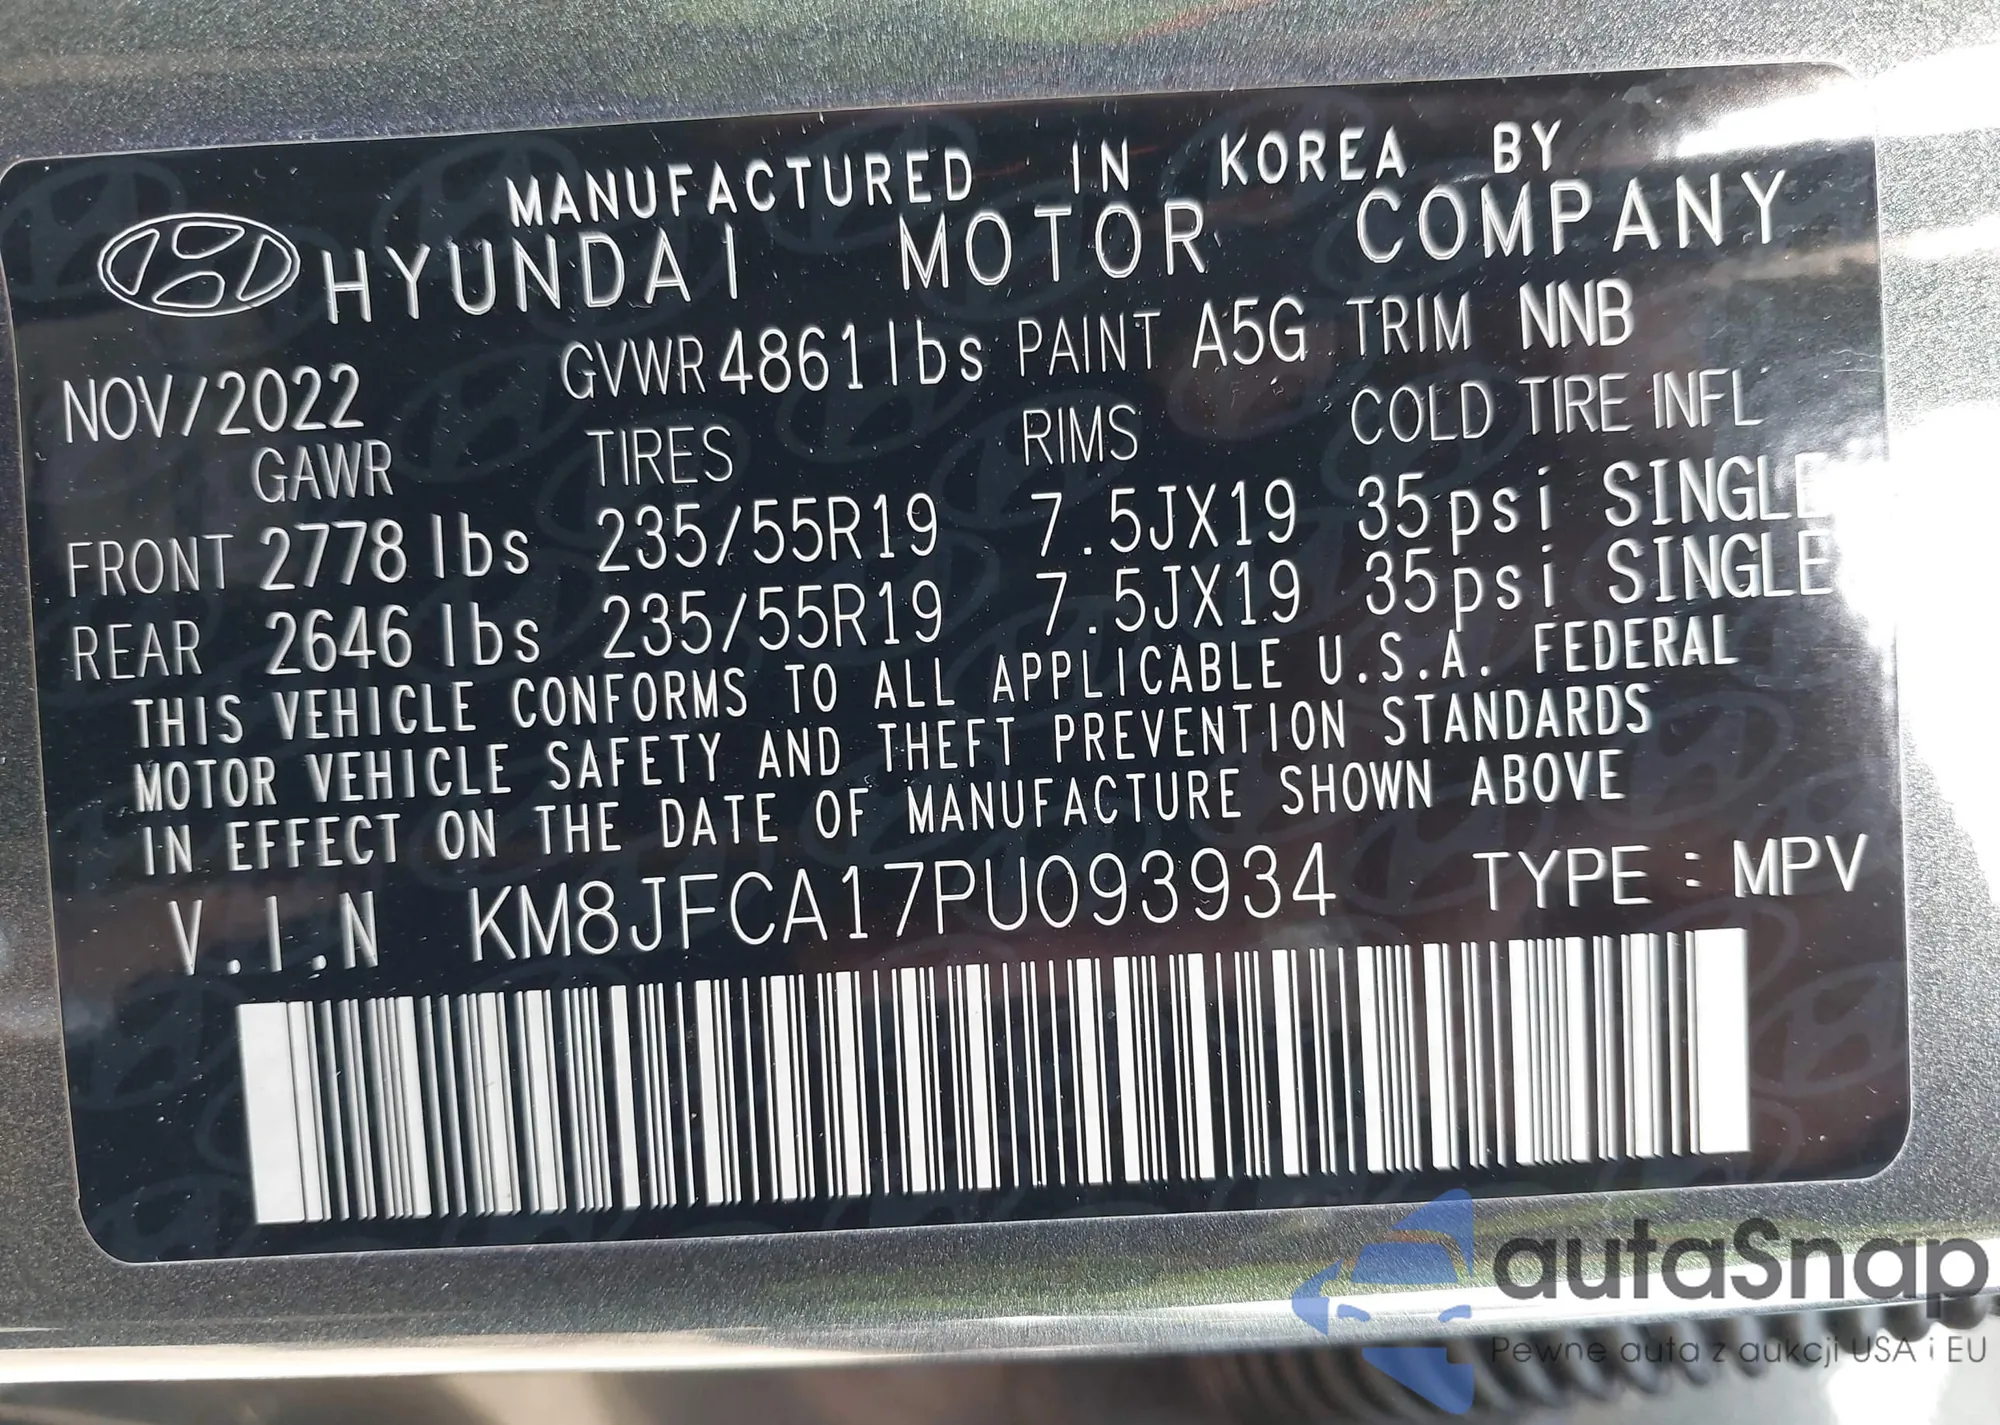 MANUFACTURED IN KOREA BY
HYUNDAI MOTOR COMPANY
NOV/2022 GVWR 4861 lbs PAINT A5G TRIM NNB
GAWR TIRES RIMS COLD TIRE INFL
FRONT 2778 lbs 235/55R19 7.5JX19 35psi SINGLE
REAR 2646 lbs 235/55R19 7.5JX19 35psi SINGLE
THIS VEHICLE CONFORMS TO ALL APPLICABLE U.S.A. FEDERAL
MOTOR VEHICLE SAFETY AND THEFT PREVENTION STANDARDS
IN EFFECT ON THE DATE OF MANUFACTURE SHOWN ABOVE
V.I.N KM8JFCA17PU093934 TYPE : MPV
autaSnap
Pewne auta z aukcji USA i EU